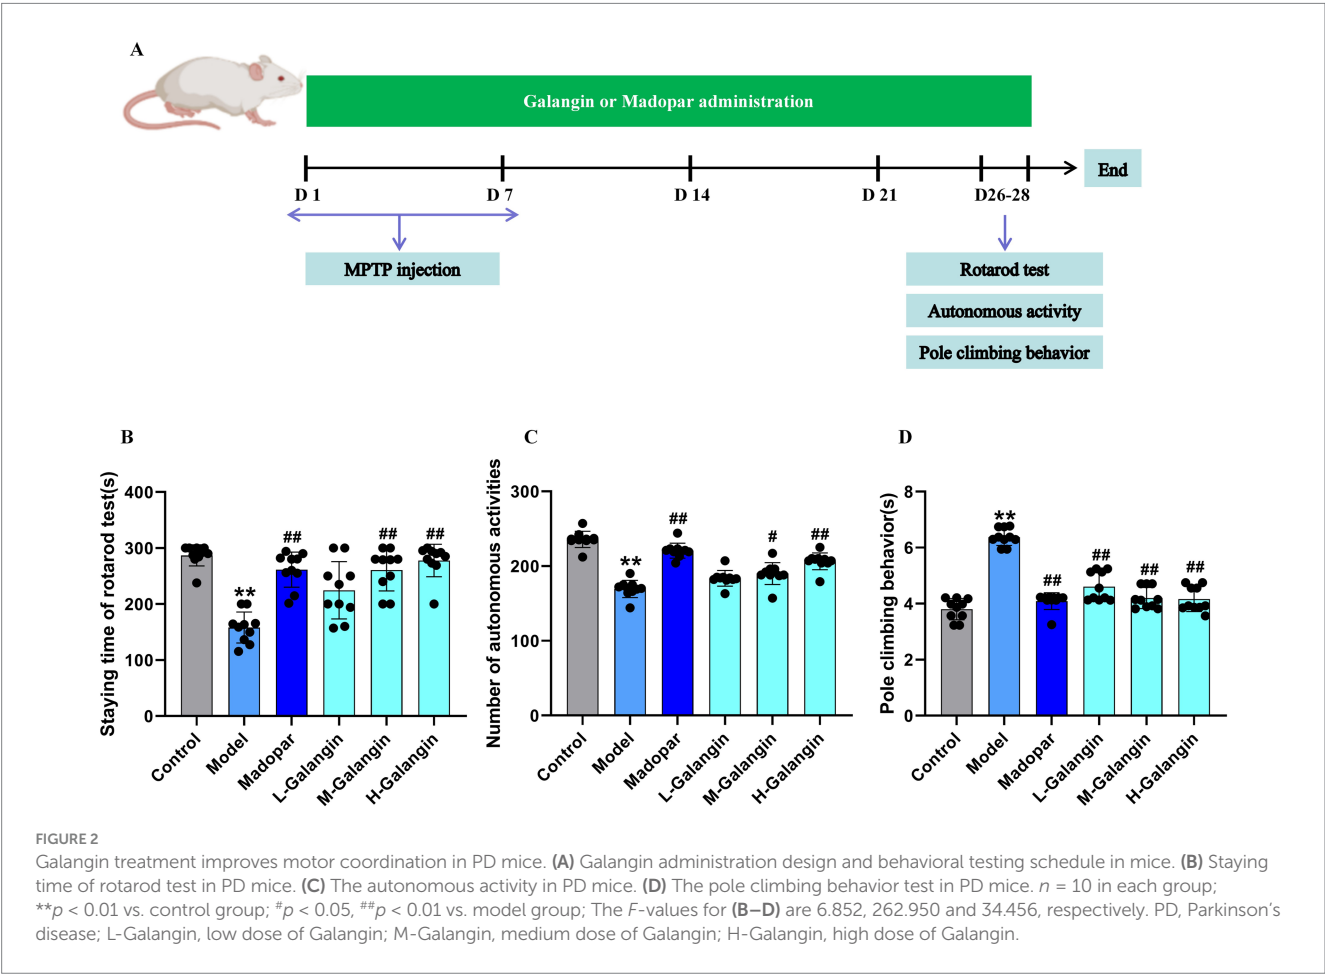 A
Galangin or Madopar administration
End
D 1
D 7
D 14
D 21
D26-28
MPTP injection
Rotarod test
Autonomous activity
Pole climbing behavior
B
Staying time of rotarod test(s)
400
300
200
100
0
**
##
##
##
Control
Model
Madopar
L-Galangin
M-Galangin
H-Galangin
C
Number of autonomous activities
300
200
100
0
**
##
#
##
Control
Model
Madopar
L-Galangin
M-Galangin
H-Galangin
D
Pole climbing behavior(s)
8
6
4
2
0
**
##
##
##
##
Control
Model
Madopar
L-Galangin
M-Galangin
H-Galangin
FIGURE 2
Galangin treatment improves motor coordination in PD mice. (A) Galangin administration design and behavioral testing schedule in mice. (B) Staying
time of rotarod test in PD mice. (C) The autonomous activity in PD mice. (D) The pole climbing behavior test in PD mice. n = 10 in each group;
**p < 0.01 vs. control group; #p < 0.05, ##p < 0.01 vs. model group; The F-values for (B–D) are 6.852, 262.950 and 34.456, respectively. PD, Parkinson’s
disease; L-Galangin, low dose of Galangin; M-Galangin, medium dose of Galangin; H-Galangin, high dose of Galangin.